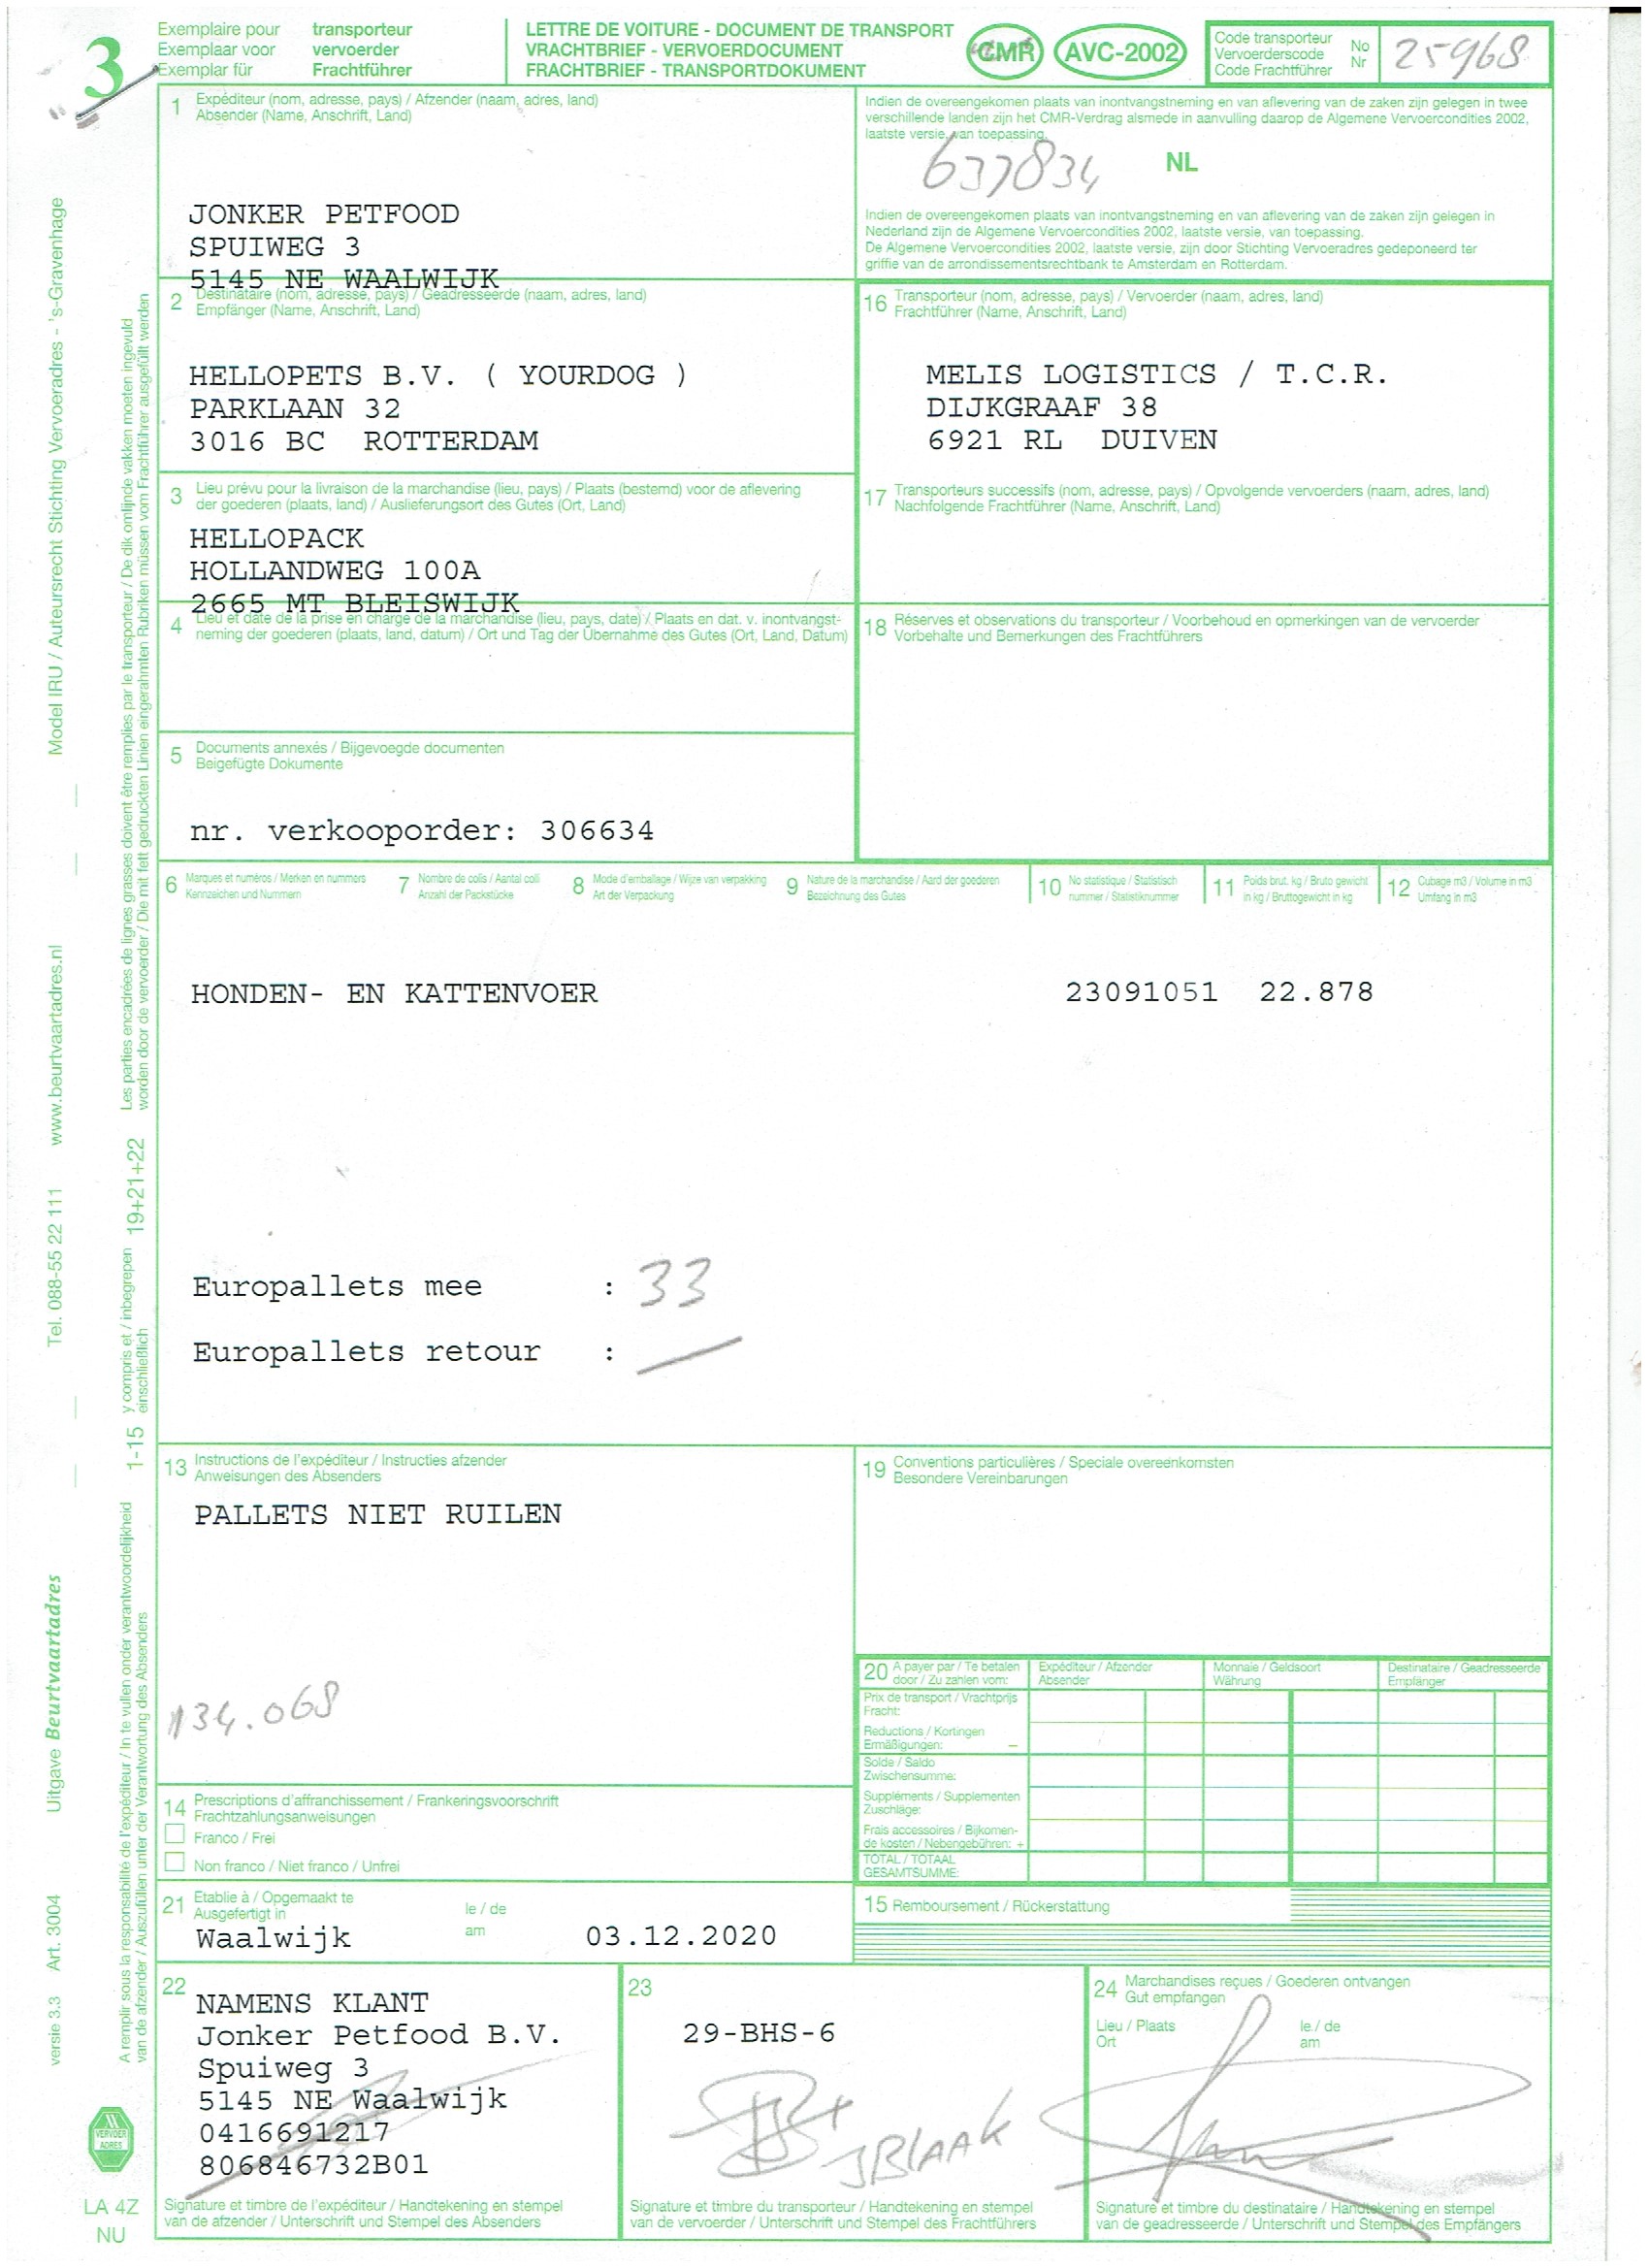 3
Exemplaire pour transporteur
Exemplaar voor vervoerder
Exemplar für Frachtführer
LETTRE DE VOITURE - DOCUMENT DE TRANSPORT
VRACHTBRIEF - VERVOERDOCUMENT
FRACHTBRIEF - TRANSPORTDOKUMENT
CMR
AVC-2002
Code transporteur No
Vervoerderscode Nr
Code Frachtführer
25968
1 Expéditeur (nom, adresse, pays) / Afzender (naam, adres, land)
Absender (Name, Anschrift, Land)
JONKER PETFOOD
SPUIWEG 3
5145 NE WAALWIJK
Indien de overeengekomen plaats van inontvangstneming en van aflevering van de zaken zijn gelegen in twee
verschillende landen zijn het CMR-Verdrag alsmede in aanvulling daarop de Algemene Vervoercondities 2002,
laatste versie, van toepassing.
637834
NL
Indien de overeengekomen plaats van inontvangstneming en van aflevering van de zaken zijn gelegen in
Nederland zijn de Algemene Vervoercondities 2002, laatste versie, van toepassing.
De Algemene Vervoercondities 2002, laatste versie, zijn door Stichting Vervoeradres gedeponeerd ter
griffie van de arrondissementsrechtbank te Amsterdam en Rotterdam.
2 Destinataire (nom, adresse, pays) / Geadresseerde (naam, adres, land)
Empfänger (Name, Anschrift, Land)
HELLOPETS B.V. ( YOURDOG )
PARKLAAN 32
3016 BC ROTTERDAM
16 Transporteur (nom, adresse, pays) / Vervoerder (naam, adres, land)
Frachtführer (Name, Anschrift, Land)
MELIS LOGISTICS / T.C.R.
DIJKGRAAF 38
6921 RL DUIVEN
3 Lieu prévu pour la livraison de la marchandise (lieu, pays) / Plaats (bestemd) voor de aflevering
der goederen (plaats, land) / Auslieferungsort des Gutes (Ort, Land)
HELLOPACK
HOLLANDWEG 100A
2665 MT BLEISWIJK
17 Transporteurs successifs (nom, adresse, pays) / Opvolgende vervoerders (naam, adres, land)
Nachfolgende Frachtführer (Name, Anschrift, Land)
4 Lieu et date de la prise en charge de la marchandise (lieu, pays, date) / Plaats en dat. v. inontvangst-
neming der goederen (plaats, land, datum) / Ort und Tag der Übernahme des Gutes (Ort, Land, Datum)
18 Réserves et observations du transporteur / Voorbehoud en opmerkingen van de vervoerder
Vorbehalte und Bemerkungen des Frachtführers
5 Documents annexés / Bijgevoegde documenten
Beigefügte Dokumente
nr. verkooporder: 306634
6 Marques et numéros / Merken en nummers
Kennzeichen und Nummern
7 Nombre de colis / Aantal colli
Anzahl der Packstücke
8 Mode d'emballage / Wijze van verpakking
Art der Verpackung
9 Nature de la marchandise / Aard der goederen
Bezeichnung des Gutes
10 No statistique / Statistisch
nummer / Statistiknummer
11 Poids brut. kg / Bruto gewicht
in kg / Bruttogewicht in kg
12 Cubage m3 / Volume in m3
Umfang in m3
HONDEN- EN KATTENVOER 23091051 22.878
Europallets mee : 33
Europallets retour :
13 Instructions de l'expéditeur / Instructies afzender
Anweisungen des Absenders
PALLETS NIET RUILEN
134.068
19 Conventions particulières / Speciale overeenkomsten
Besondere Vereinbarungen
20 A payer par / Te betalen
door / Zu zahlen vom:
Expéditeur / Afzender
Absender
Monnaie / Geldsoort
Währung
Destinataire / Geadresseerde
Empfänger
Prix de transport / Vrachtprijs
Fracht:
Reductions / Kortingen
Ermäßigungen: –
Solde / Saldo
Zwischensumme:
Suppléments / Supplementen
Zuschläge:
Frais accessoires / Bijkomen-
de kosten / Nebengebühren: +
TOTAL / TOTAAL
GESAMTSUMME:
14 Prescriptions d'affranchissement / Frankeringsvoorschrift
Frachtzahlungsanweisungen
Franco / Frei
Non franco / Niet franco / Unfrei
21 Etablie à / Opgemaakt te le / de
Ausgefertigt in am
Waalwijk 03.12.2020
15 Remboursement / Rückerstattung
22
NAMENS KLANT
Jonker Petfood B.V.
Spuiweg 3
5145 NE Waalwijk
0416691217
806846732B01
Signature et timbre de l'expéditeur / Handtekening en stempel
van de afzender / Unterschrift und Stempel des Absenders
23
29-BHS-6
JBLAAK
Signature et timbre du transporteur / Handtekening en stempel
van de vervoerder / Unterschrift und Stempel des Frachtführers
24 Marchandises reçues / Goederen ontvangen
Gut empfangen
Lieu / Plaats le / de
Ort am
Signature et timbre du destinataire / Handtekening en stempel
van de geadresseerde / Unterschrift und Stempel des Empfängers
Model IRU / Auteursrecht Stichting Vervoeradres - 's-Gravenhage
www.beurtvaartadres.nl
Tel. 088-55 22 111
Uitgave Beurtvaartadres
Art. 3004
versie 3.3
Les parties encadrées de lignes grasses doivent être remplies par le transporteur / De dik omlijnde vakken moeten ingevuld
worden door de vervoerder / Die mit fett gedruckten Linien eingerahmten Rubriken müssen vom Frachtführer ausgefüllt werden
19+21+22
y compris et / inbegrepen
einschließlich
1-15
A remplir sous la responsabilité de l'expéditeur / In te vullen onder verantwoordelijkheid
van de afzender / Auszufüllen unter der Verantwortung des Absenders
VERVOER
ADRES
LA 4Z
NU